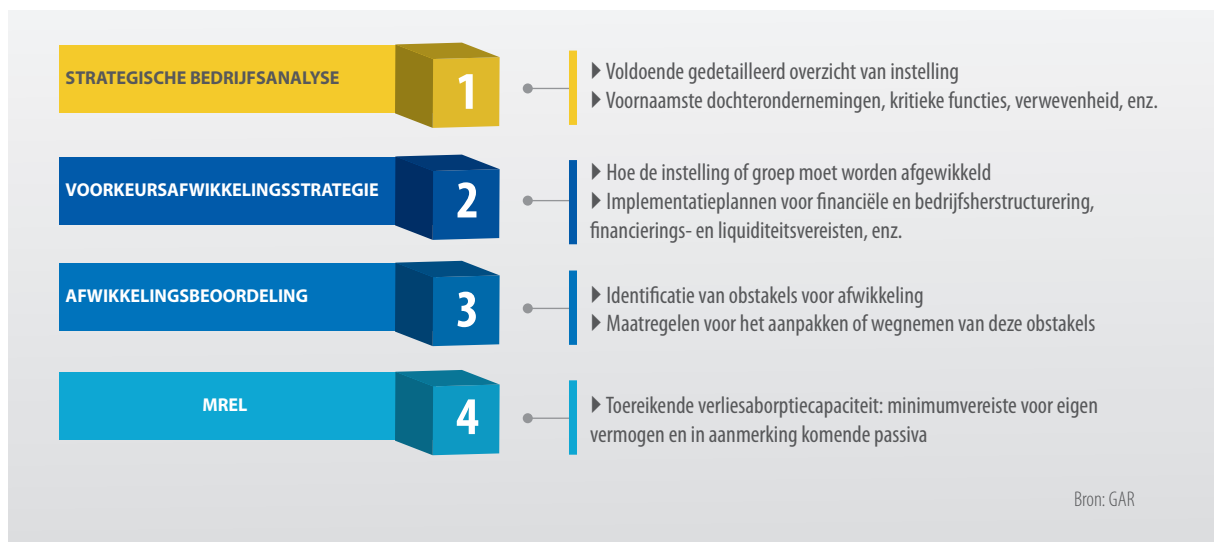 STRATEGISCHE BEDRIJFSANALYSE
1
▶ Voldoende gedetailleerd overzicht van instelling
▶ Voornaamste dochterondernemingen, kritieke functies, verwevenheid, enz.
VOORKEURSAFWIKKELINGSSTRATEGIE
2
▶ Hoe de instelling of groep moet worden afgewikkeld
▶ Implementatieplannen voor financiële en bedrijfsherstructurering,
financierings- en liquiditeitsvereisten, enz.
AFWIKKELINGSBEOORDELING
3
▶ Identificatie van obstakels voor afwikkeling
▶ Maatregelen voor het aanpakken of wegnemen van deze obstakels
MREL
4
▶ Toereikende verliesaborptiecapaciteit: minimumvereiste voor eigen
vermogen en in aanmerking komende passiva
Bron: GAR